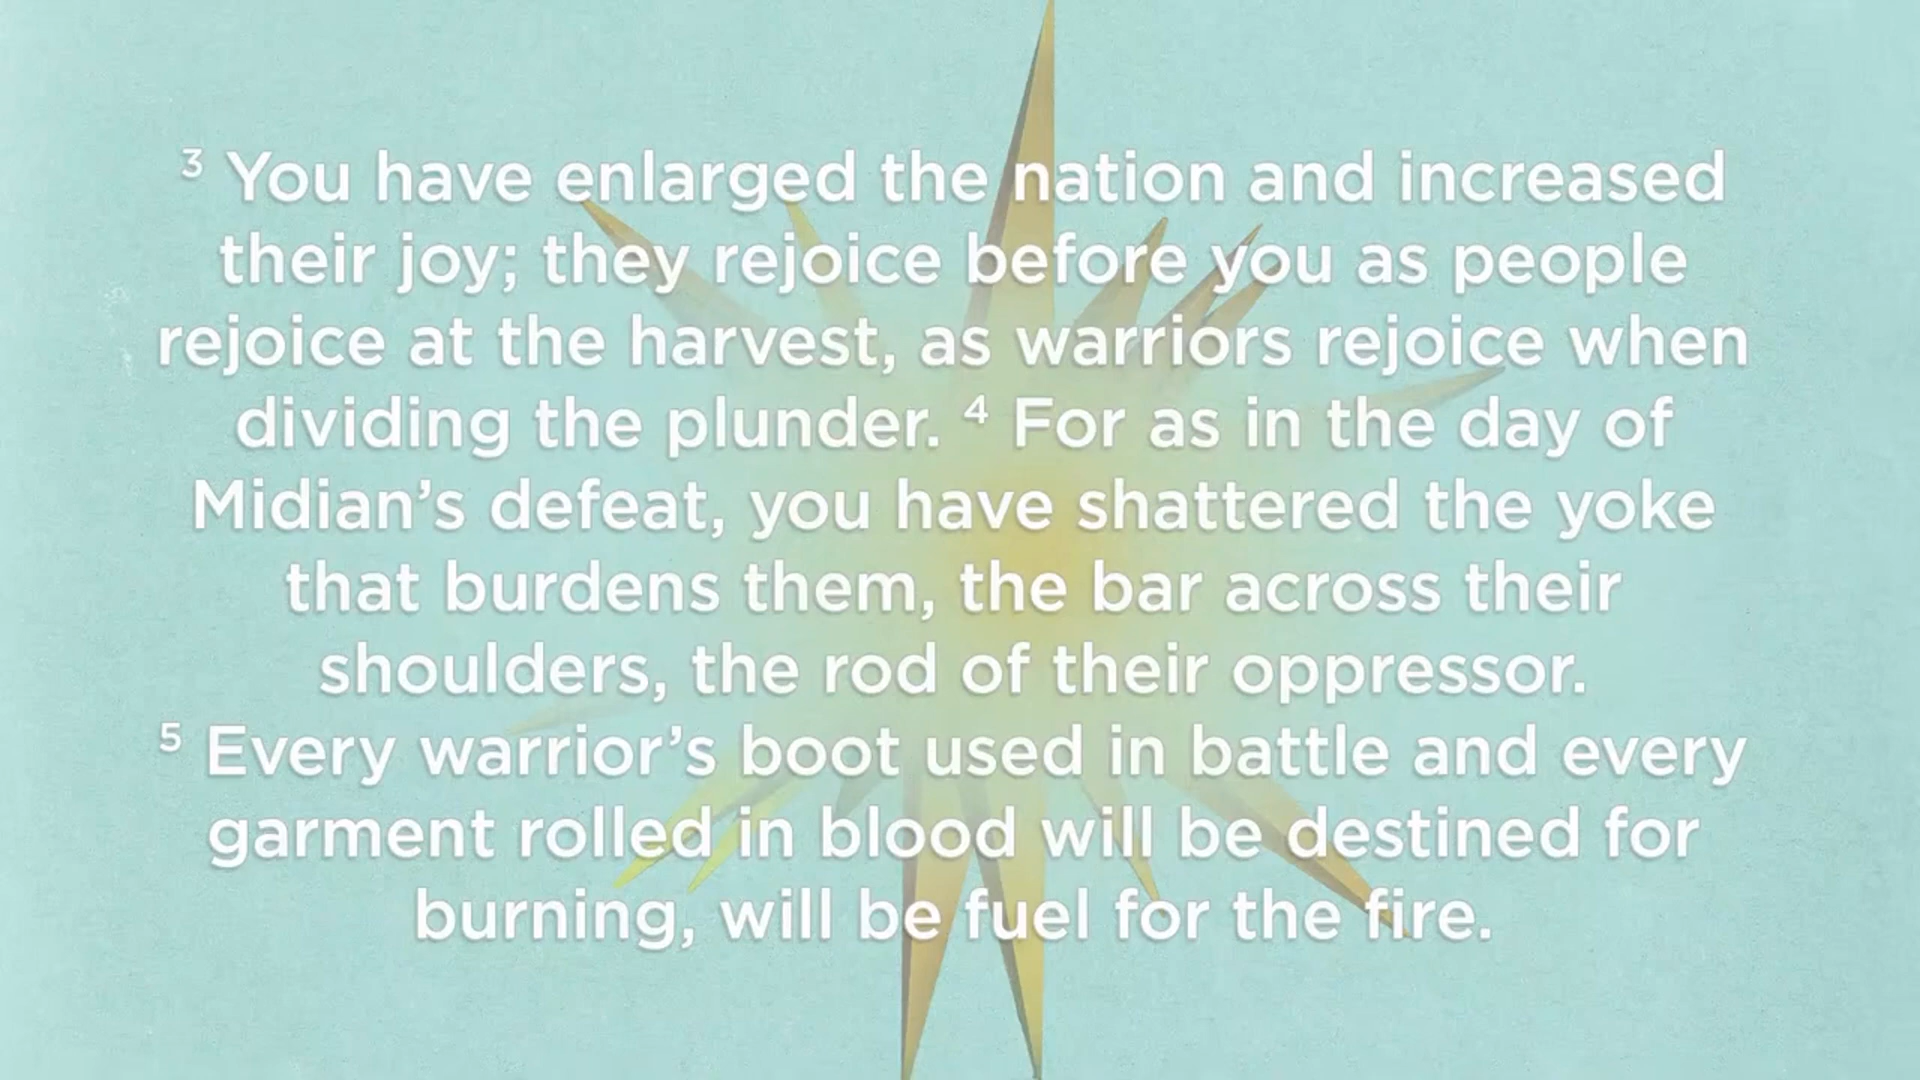 ³ You have enlarged the nation and increased
their joy; they rejoice before you as people
rejoice at the harvest, as warriors rejoice when
dividing the plunder. ⁴ For as in the day of
Midian’s defeat, you have shattered the yoke
that burdens them, the bar across their
shoulders, the rod of their oppressor.
⁵ Every warrior’s boot used in battle and every
garment rolled in blood will be destined for
burning, will be fuel for the fire.